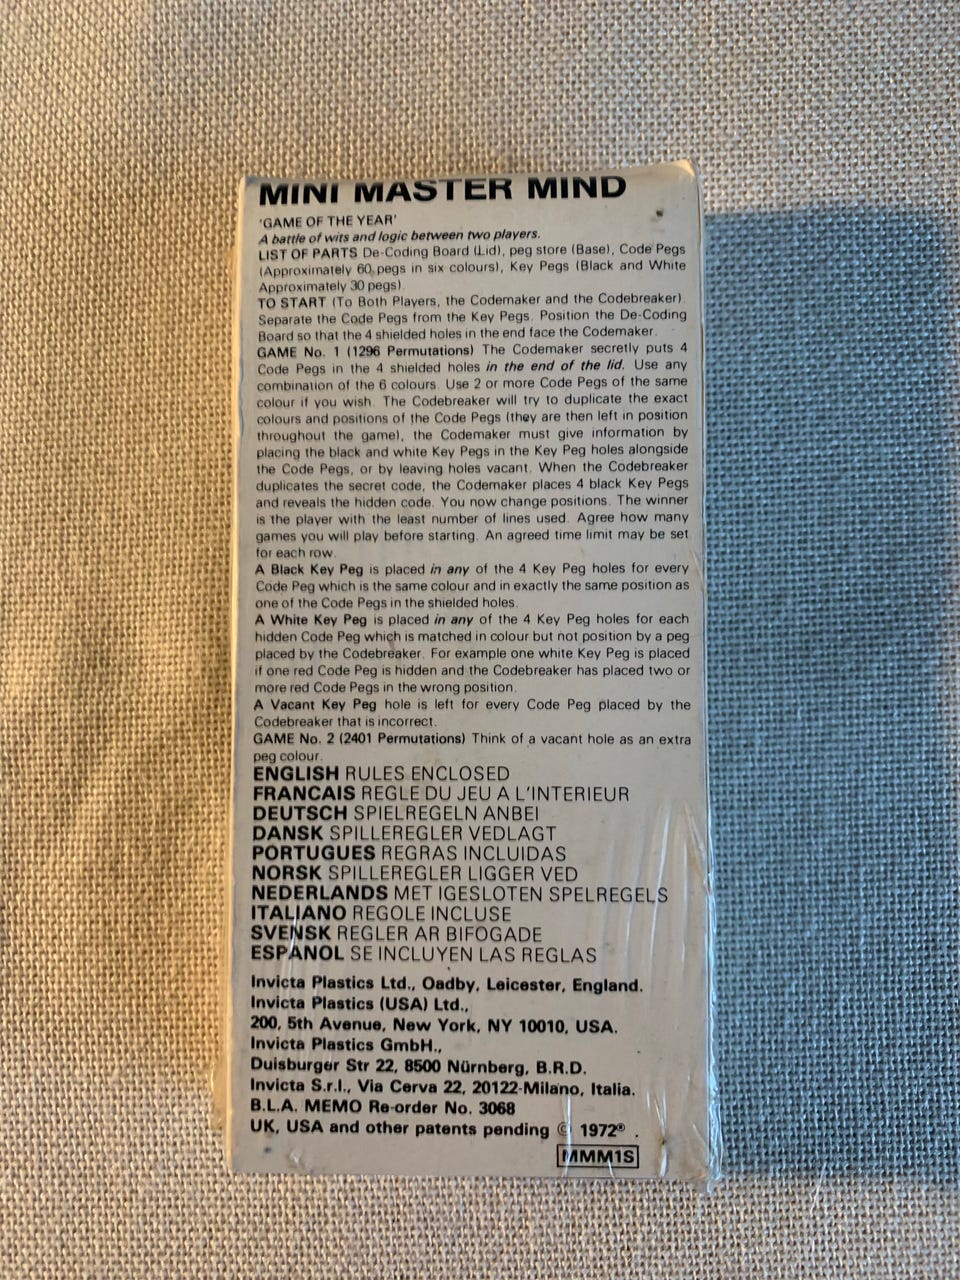 MINI MASTER MIND
'GAME OF THE YEAR'
A battle of wits and logic between two players.
LIST OF PARTS De-Coding Board (Lid), peg store (Base), Code Pegs
(Approximately 60 pegs in six colours), Key Pegs (Black and White
Approximately 30 pegs).
TO START (To Both Players, the Codemaker and the Codebreaker).
Separate the Code Pegs from the Key Pegs. Position the De-Coding
Board so that the 4 shielded holes in the end face the Codemaker.
GAME No. 1 (1296 Permutations) The Codemaker secretly puts 4
Code Pegs in the 4 shielded holes in the end of the lid. Use any
combination of the 6 colours. Use 2 or more Code Pegs of the same
colour if you wish. The Codebreaker will try to duplicate the exact
colours and positions of the Code Pegs (they are then left in position
throughout the game), the Codemaker must give information by
placing the black and white Key Pegs in the Key Peg holes alongside
the Code Pegs, or by leaving holes vacant. When the Codebreaker
duplicates the secret code, the Codemaker places 4 black Key Pegs
and reveals the hidden code. You now change positions. The winner
is the player with the least number of lines used. Agree how many
games you will play before starting. An agreed time limit may be set
for each row.
A Black Key Peg is placed in any of the 4 Key Peg holes for every
Code Peg which is the same colour and in exactly the same position as
one of the Code Pegs in the shielded holes.
A White Key Peg is placed in any of the 4 Key Peg holes for each
hidden Code Peg which is matched in colour but not position by a peg
placed by the Codebreaker. For example one white Key Peg is placed
if one red Code Peg is hidden and the Codebreaker has placed two or
more red Code Pegs in the wrong position.
A Vacant Key Peg hole is left for every Code Peg placed by the
Codebreaker that is incorrect.
GAME No. 2 (2401 Permutations) Think of a vacant hole as an extra
peg colour.
ENGLISH RULES ENCLOSED
FRANCAIS REGLE DU JEU A L'INTERIEUR
DEUTSCH SPIELREGELN ANBEI
DANSK SPILLEREGLER VEDLAGT
PORTUGUES REGRAS INCLUIDAS
NORSK SPILLEREGLER LIGGER VED
NEDERLANDS MET IGESLOTEN SPELREGELS
ITALIANO REGOLE INCLUSE
SVENSK REGLER AR BIFOGADE
ESPANOL SE INCLUYEN LAS REGLAS
Invicta Plastics Ltd., Oadby, Leicester, England.
Invicta Plastics (USA) Ltd.,
200, 5th Avenue, New York, NY 10010, USA.
Invicta Plastics GmbH.,
Duisburger Str 22, 8500 Nürnberg, B.R.D.
Invicta S.r.l., Via Cerva 22, 20122-Milano, Italia.
B.L.A. MEMO Re-order No. 3068
UK, USA and other patents pending © 1972® .
MMM1S